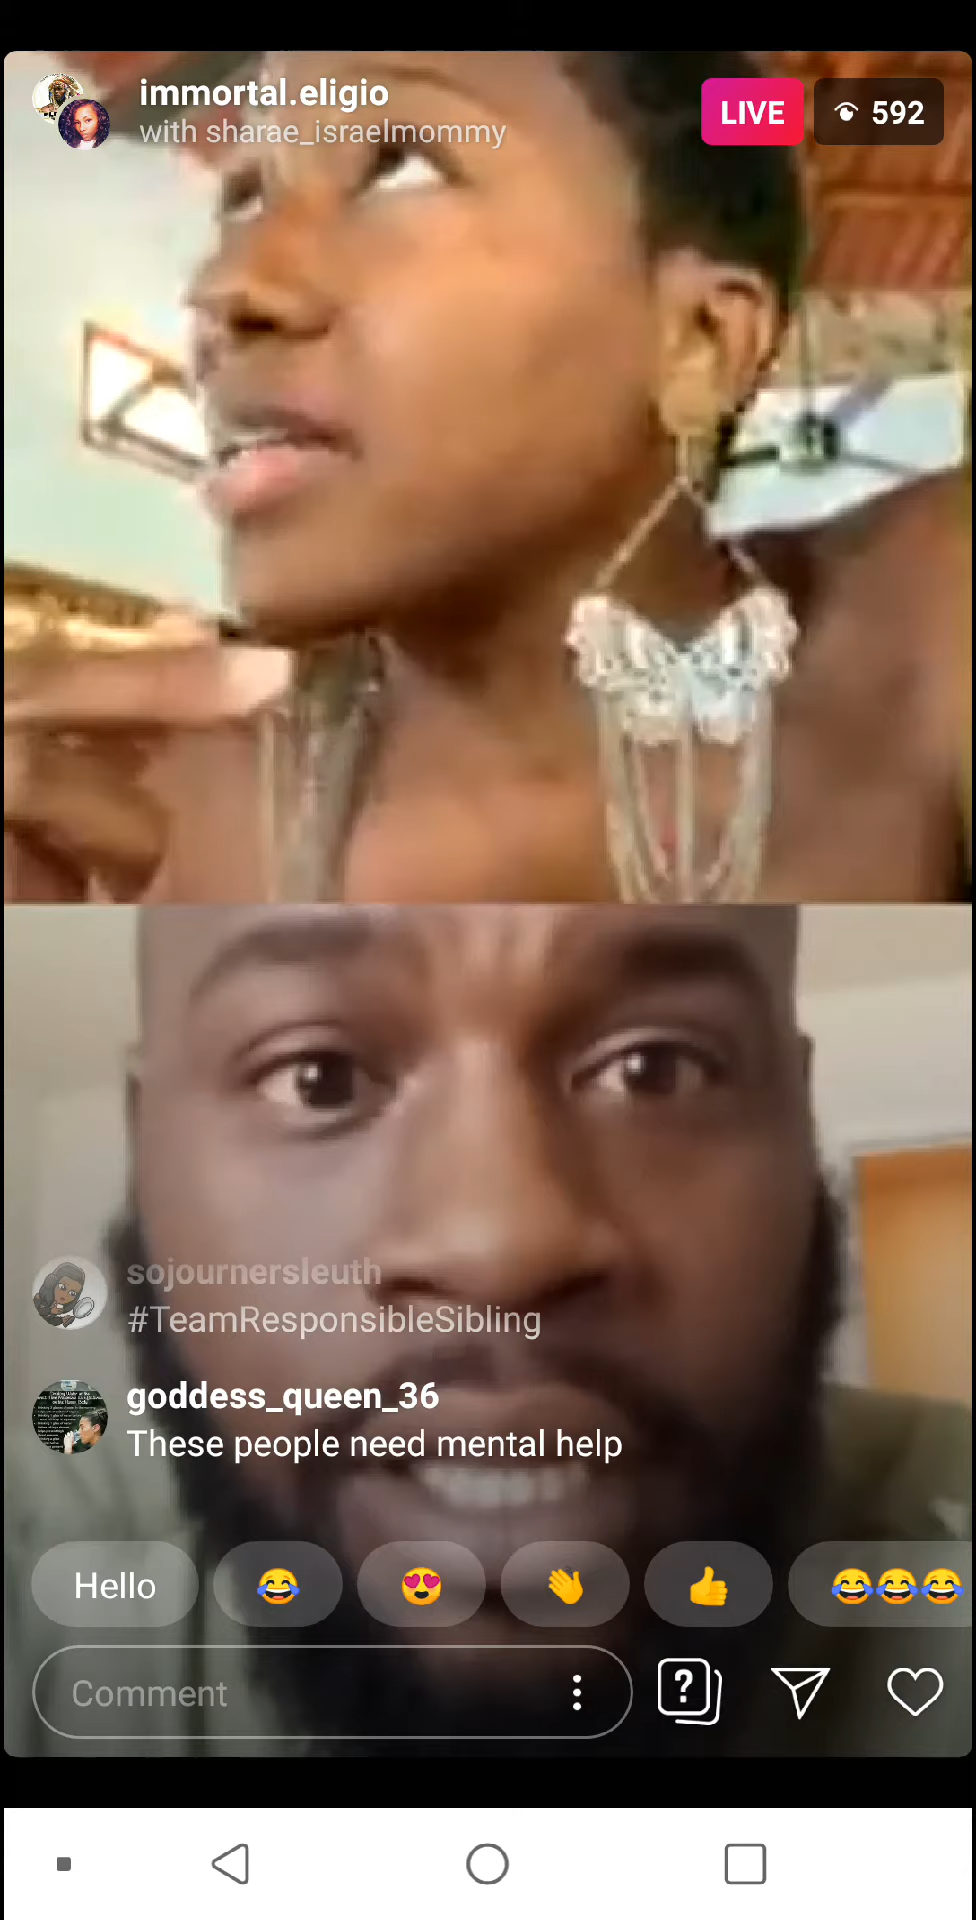 immortal.eligio
with sharae_israelmommy
LIVE
592
sojournersleuth
#TeamResponsibleSibling
goddess_queen_36
These people need mental help
Hello
Comment